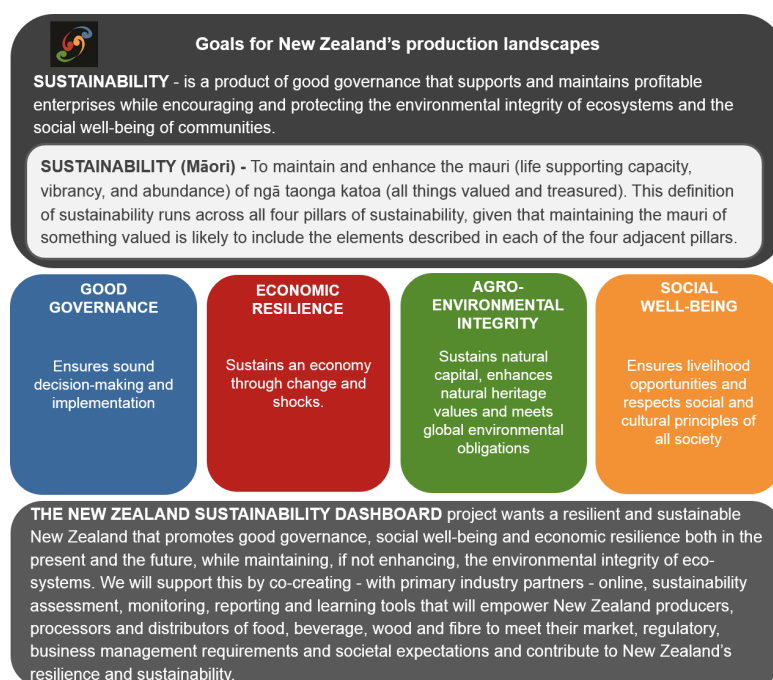 Goals for New Zealand's production landscapes
SUSTAINABILITY - is a product of good governance that supports and maintains profitable
enterprises while encouraging and protecting the environmental integrity of ecosystems and the
social well-being of communities.
SUSTAINABILITY (Māori) - To maintain and enhance the mauri (life supporting capacity,
vibrancy, and abundance) of ngā taonga katoa (all things valued and treasured). This definition
of sustainability runs across all four pillars of sustainability, given that maintaining the mauri of
something valued is likely to include the elements described in each of the four adjacent pillars.
GOOD
GOVERNANCE
Ensures sound
decision-making and
implementation
ECONOMIC
RESILIENCE
Sustains an economy
through change and
shocks.
AGRO-
ENVIRONMENTAL
INTEGRITY
Sustains natural
capital, enhances
natural heritage
values and meets
global environmental
obligations
SOCIAL
WELL-BEING
Ensures livelihood
opportunities and
respects social and
cultural principles of
all society
THE NEW ZEALAND SUSTAINABILITY DASHBOARD project wants a resilient and sustainable
New Zealand that promotes good governance, social well-being and economic resilience both in the
present and the future, while maintaining, if not enhancing, the environmental integrity of eco-
systems. We will support this by co-creating - with primary industry partners - online, sustainability
assessment, monitoring, reporting and learning tools that will empower New Zealand producers,
processors and distributors of food, beverage, wood and fibre to meet their market, regulatory,
business management requirements and societal expectations and contribute to New Zealand's
resilience and sustainability.